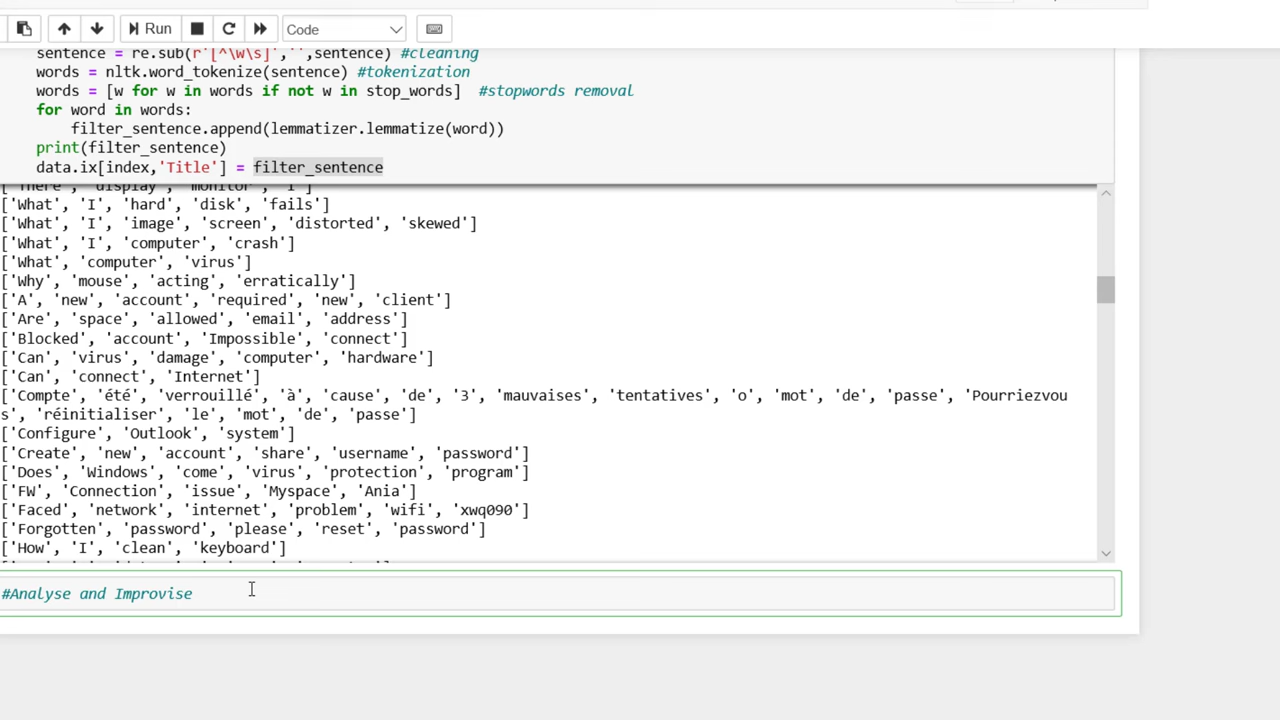 Run
Code
sentence = re.sub(r'[^\w\s]','',sentence) #cleaning
words = nltk.word_tokenize(sentence) #tokenization
words = [w for w in words if not w in stop_words]  #stopwords removal
for word in words:
filter_sentence.append(lemmatizer.lemmatize(word))
print(filter_sentence)
data.ix[index,'Title'] = filter_sentence
['There', 'display', 'monitor', 'I']
['What', 'I', 'hard', 'disk', 'fails']
['What', 'I', 'image', 'screen', 'distorted', 'skewed']
['What', 'I', 'computer', 'crash']
['What', 'computer', 'virus']
['Why', 'mouse', 'acting', 'erratically']
['A', 'new', 'account', 'required', 'new', 'client']
['Are', 'space', 'allowed', 'email', 'address']
['Blocked', 'account', 'Impossible', 'connect']
['Can', 'virus', 'damage', 'computer', 'hardware']
['Can', 'connect', 'Internet']
['Compte', 'été', 'verrouillé', 'à', 'cause', 'de', '3', 'mauvaises', 'tentatives', 'o', 'mot', 'de', 'passe', 'Pourriezvou
s', 'réinitialiser', 'le', 'mot', 'de', 'passe']
['Configure', 'Outlook', 'system']
['Create', 'new', 'account', 'share', 'username', 'password']
['Does', 'Windows', 'come', 'virus', 'protection', 'program']
['FW', 'Connection', 'issue', 'Myspace', 'Ania']
['Faced', 'network', 'internet', 'problem', 'wifi', 'xwq090']
['Forgotten', 'password', 'please', 'reset', 'password']
['How', 'I', 'clean', 'keyboard']
#Analyse and Improvise